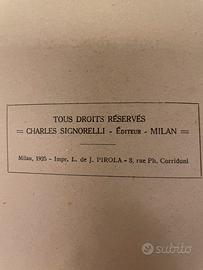 TOUS DROITS RÉSERVÉS
= CHARLES SIGNORELLI - ÉDITEUR - MILAN =
Milan, 1925 - Impr. L. de J. PIROLA - 3, rue Ph. Corridoni
subito